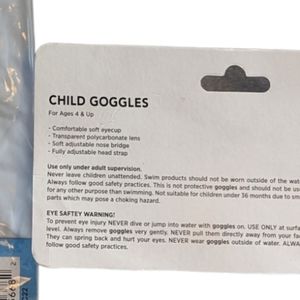 CHILD GOGGLES
For Ages 4 & Up
- Comfortable soft eyecup
- Transparent polycarbonate lens
- Soft adjustable nose bridge
- Fully adjustable head strap
Use only under adult supervision.
Never leave children unattended. Swim products should not be worn outside of the wate
Always follow good safety practices. This is not protective goggles and should not be us
for any other purpose than swimming. Not suitable for children under 36 months due to sm
parts which may pose a choking hazard.
EYE SAFTEY WARNING!
To prevent eye injury NEVER dive or jump into water with goggles on. USE ONLY at surf
level. Always remove goggles very gently. NEVER pull them directly away from your fac
They can spring back and hurt your eyes. NEVER wear goggles outside of water. ALWA
follow good safety practices.